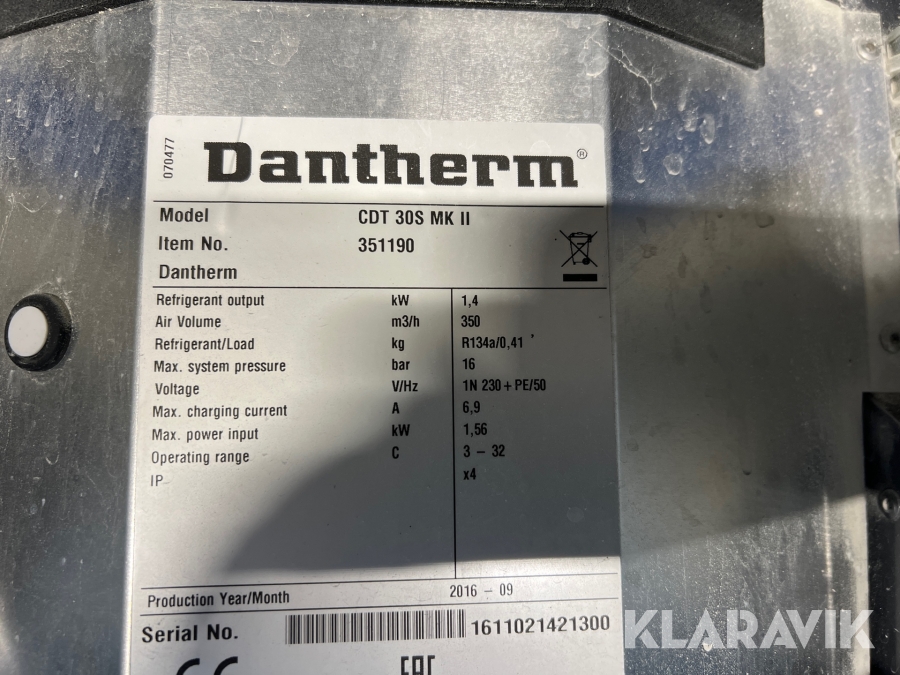 070477
Dantherm®
Model CDT 30S MK II
Item No. 351190
Dantherm
Refrigerant output kW 1,4
Air Volume m3/h 350
Refrigerant/Load kg R134a/0,41 '
Max. system pressure bar 16
Voltage V/Hz 1N 230 + PE/50
Max. charging current A 6,9
Max. power input kW 1,56
Operating range C 3 – 32
IP x4
Production Year/Month 2016 – 09
Serial No. 1611021421300
CE EAC
KLARAVIK